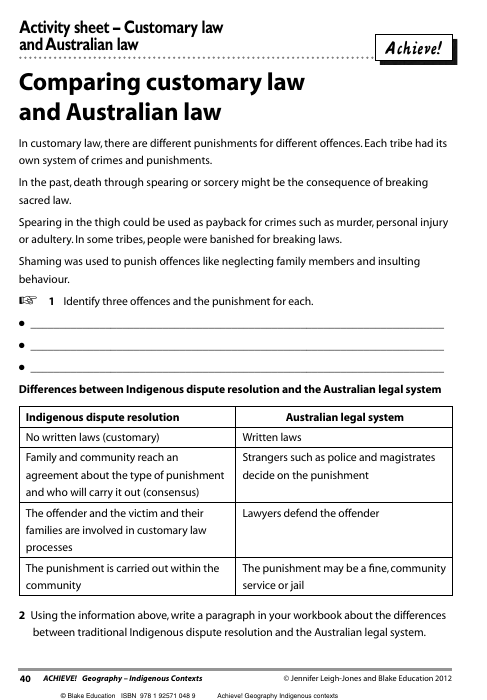 Activity sheet – Customary law
and Australian law
Achieve!
Comparing customary law
and Australian law
In customary law, there are different punishments for different offences. Each tribe had its
own system of crimes and punishments.
In the past, death through spearing or sorcery might be the consequence of breaking
sacred law.
Spearing in the thigh could be used as payback for crimes such as murder, personal injury
or adultery. In some tribes, people were banished for breaking laws.
Shaming was used to punish offences like neglecting family members and insulting
behaviour.
1 Identify three offences and the punishment for each.
Differences between Indigenous dispute resolution and the Australian legal system
Indigenous dispute resolution
Australian legal system
No written laws (customary)
Written laws
Family and community reach an
agreement about the type of punishment
and who will carry it out (consensus)
Strangers such as police and magistrates
decide on the punishment
The offender and the victim and their
families are involved in customary law
processes
Lawyers defend the offender
The punishment is carried out within the
community
The punishment may be a fine, community
service or jail
2 Using the information above, write a paragraph in your workbook about the differences
between traditional Indigenous dispute resolution and the Australian legal system.
40 ACHIEVE! Geography – Indigenous Contexts
© Jennifer Leigh-Jones and Blake Education 2012
© Blake Education ISBN 978 1 92571 048 9 Achieve! Geography Indigenous contexts